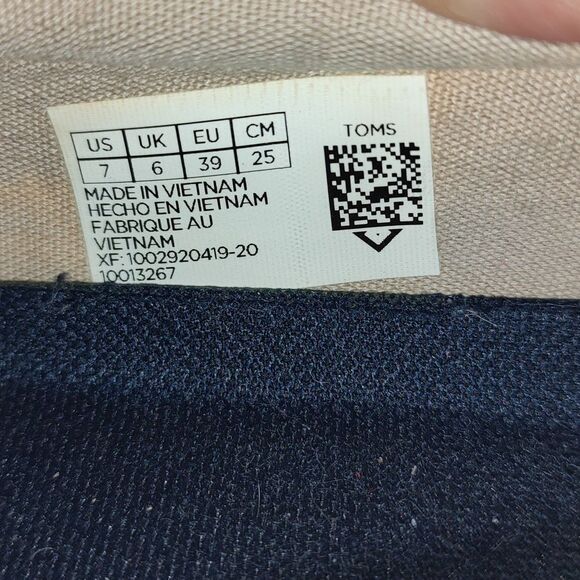 US UK EU CM
7 6 39 25
MADE IN VIETNAM
HECHO EN VIETNAM
FABRIQUE AU
VIETNAM
XF: 1002920419-20
10013267
TOMS